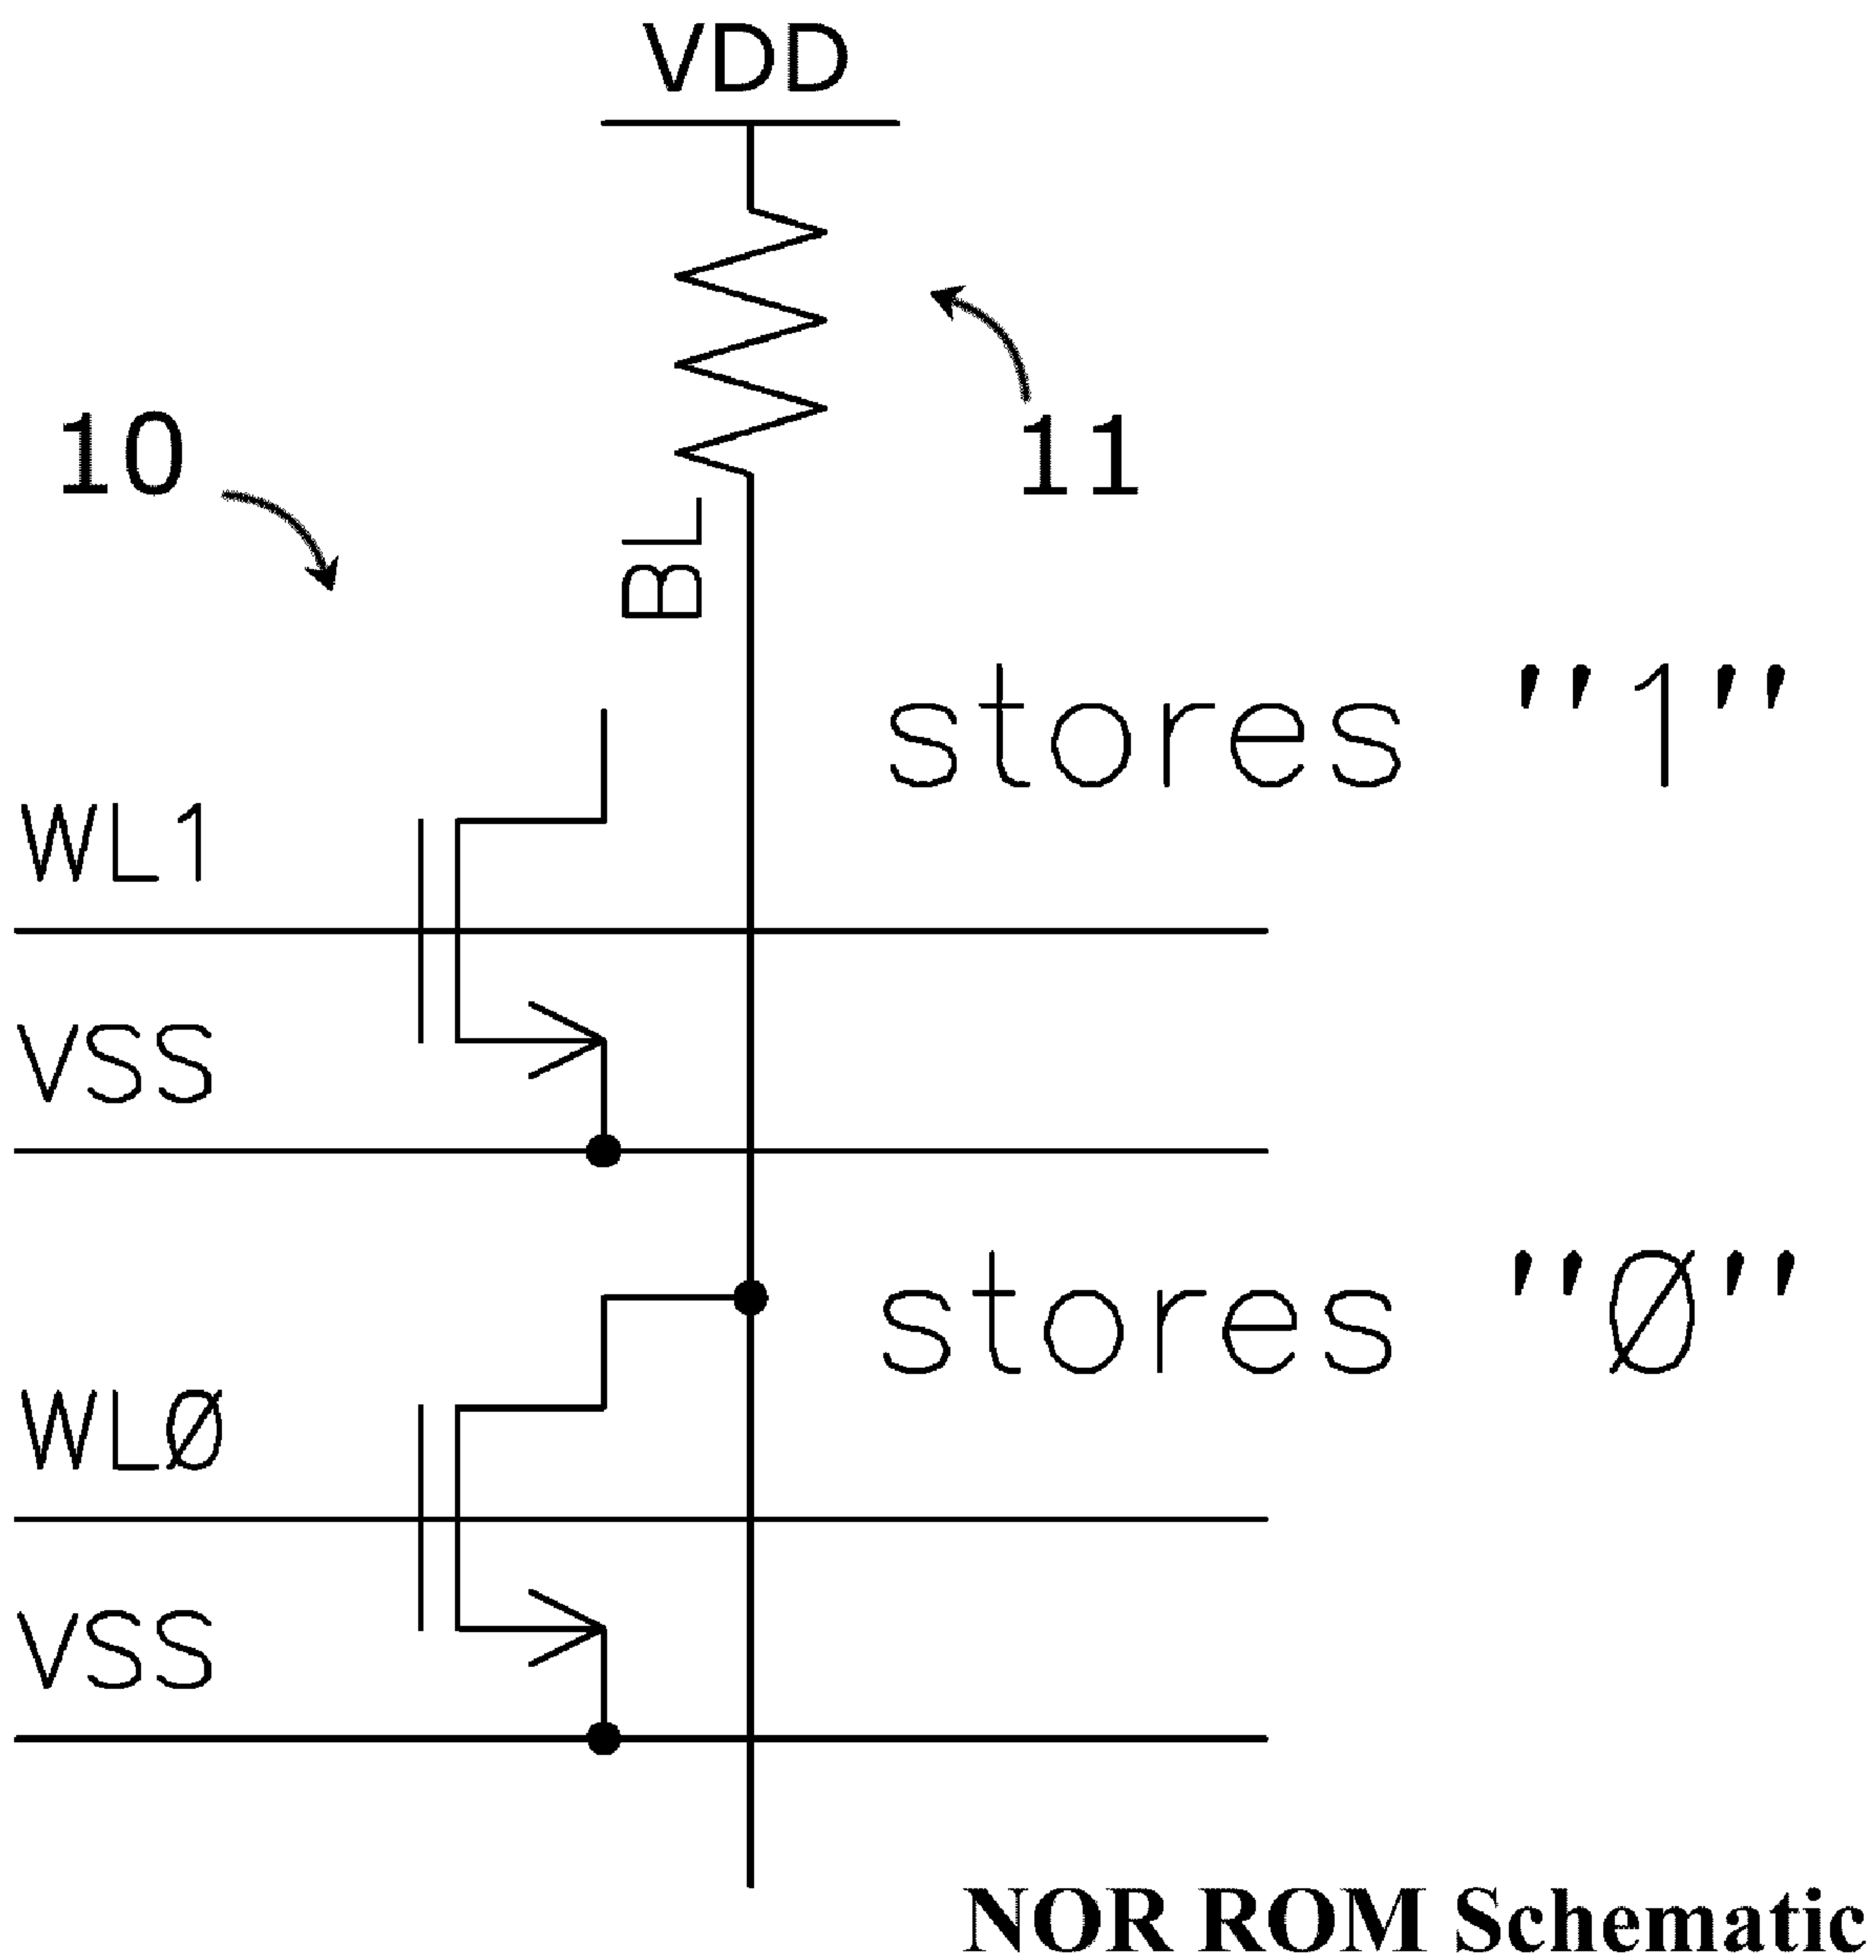 VDD
11
10
BL
stores "1"
WL1
VSS
stores "Ø"
WLØ
VSS
NOR ROM Schematic